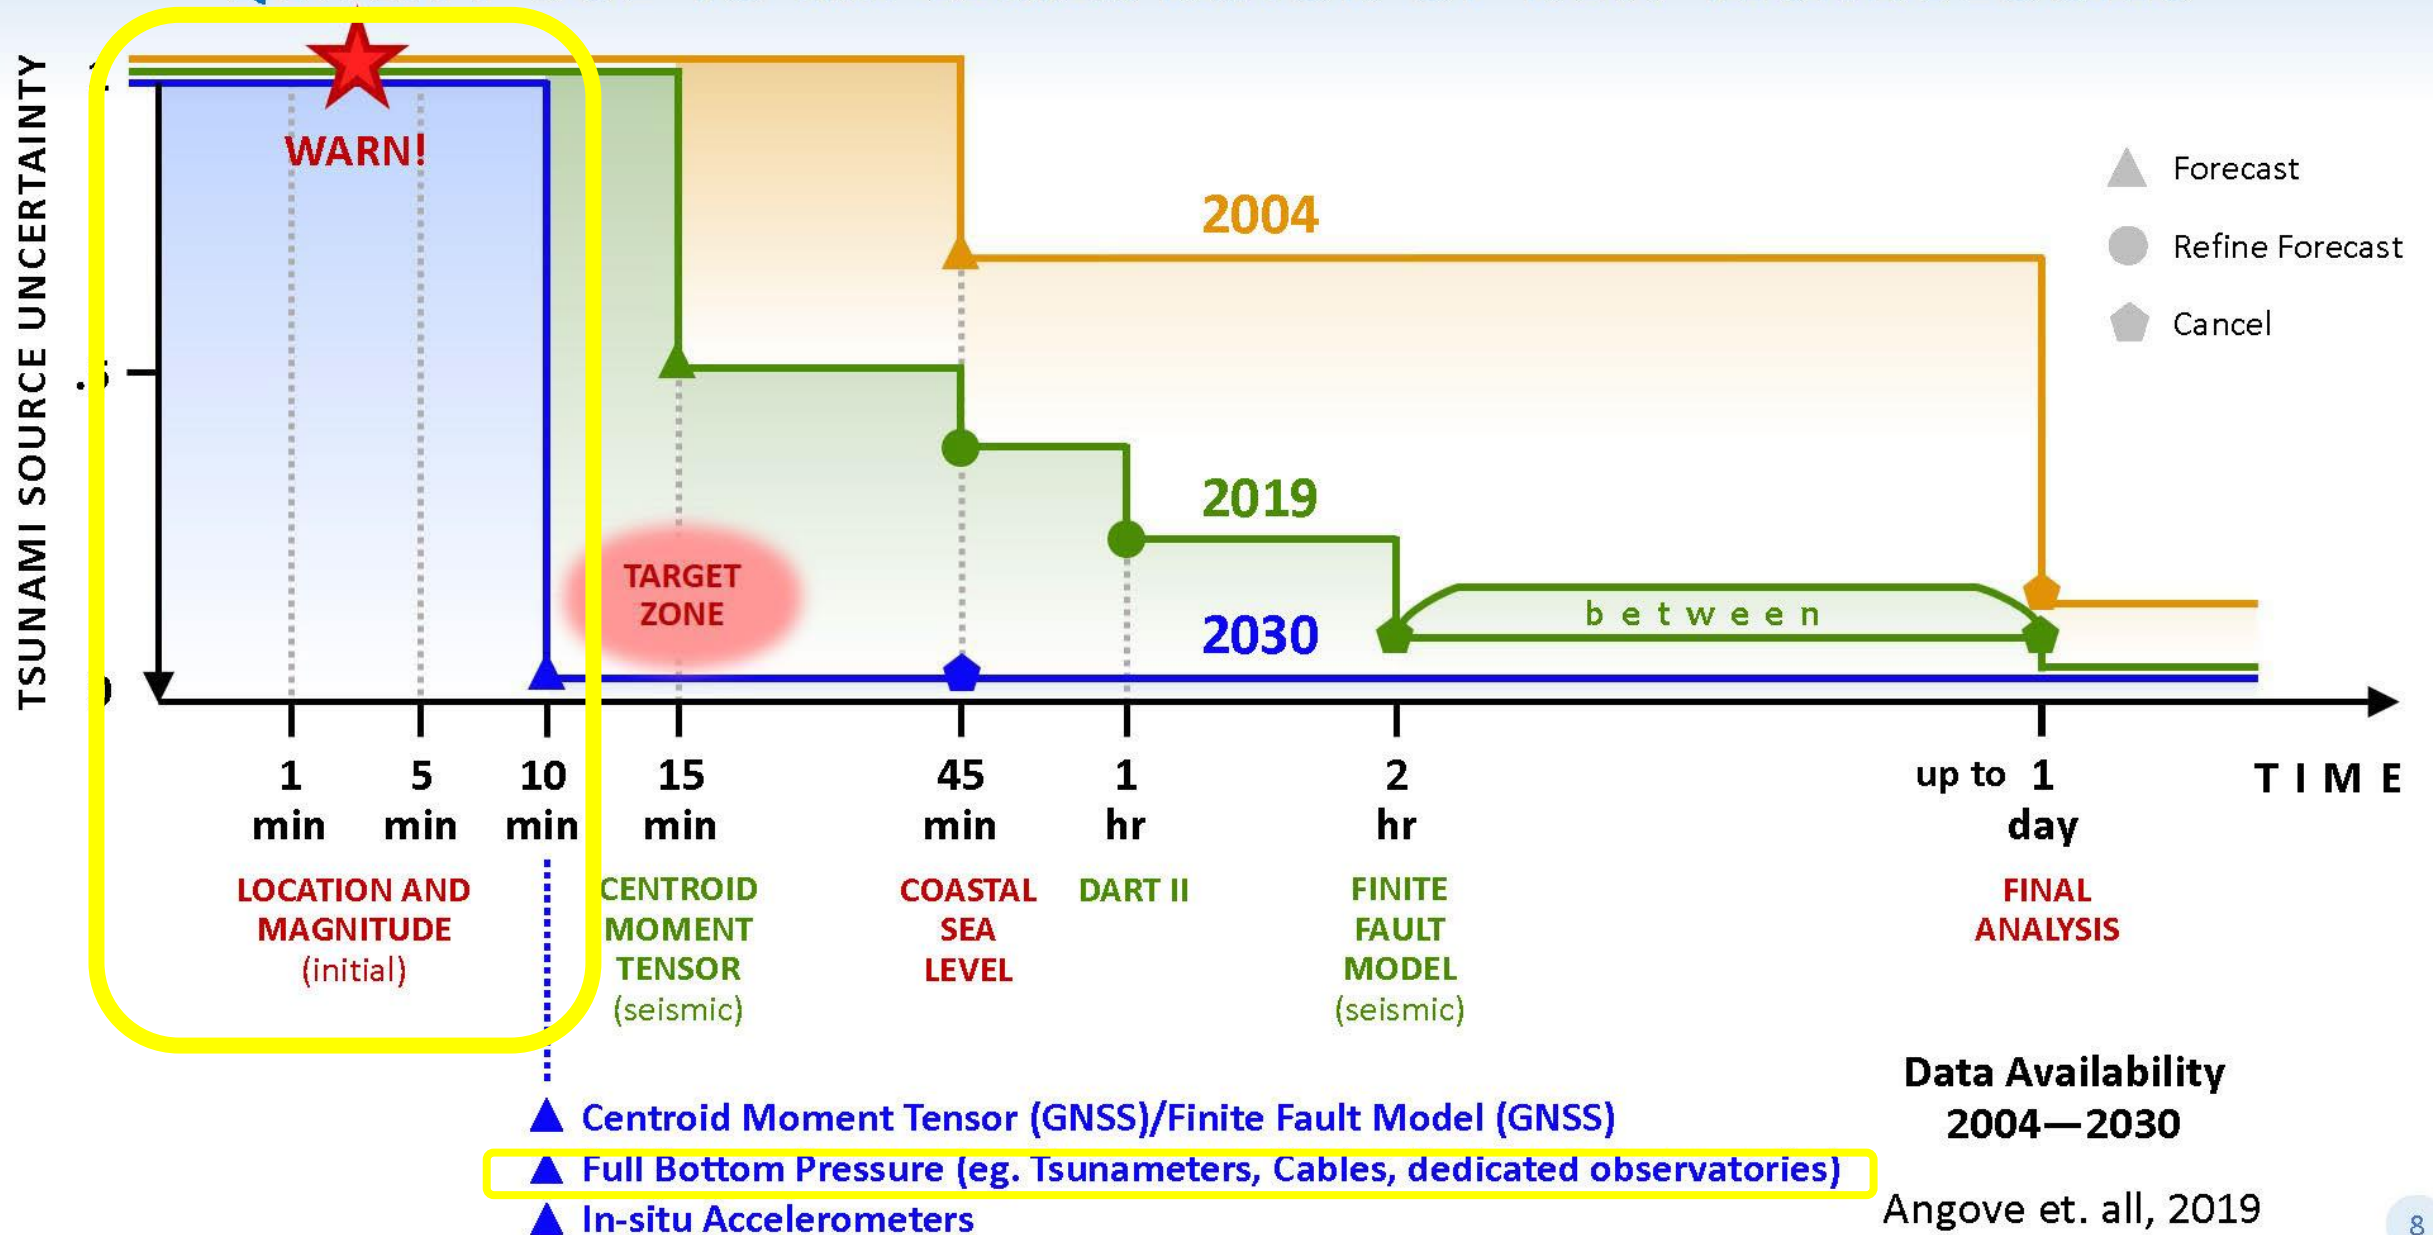 TSUNAMI SOURCE UNCERTAINTY
WARN!
2004
2019
2030
between
TARGET
ZONE
Forecast
Refine Forecast
Cancel
1 min
5 min
10 min
15 min
45 min
1 hr
2 hr
up to 1 day
TIME
LOCATION AND
MAGNITUDE
(initial)
CENTROID
MOMENT
TENSOR
(seismic)
COASTAL
SEA
LEVEL
DART II
FINITE
FAULT
MODEL
(seismic)
FINAL
ANALYSIS
Centroid Moment Tensor (GNSS)/Finite Fault Model (GNSS)
Full Bottom Pressure (eg. Tsunameters, Cables, dedicated observatories)
In-situ Accelerometers
Data Availability
2004—2030
Angove et. all, 2019
8